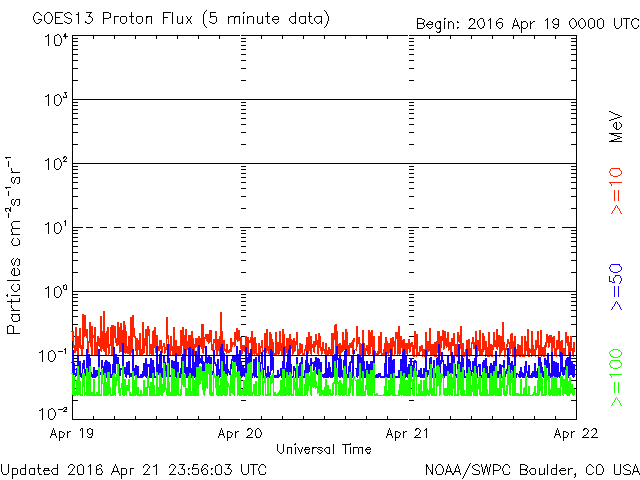 GOES13 Proton Flux (5 minute data)
Begin: 2016 Apr 19 0000 UTC
10⁴
10³
10²
10¹
10⁰
10⁻¹
10⁻²
Particles cm⁻²s⁻¹sr⁻¹
MeV
>=10
>=50
>=100
Apr 19
Apr 20
Apr 21
Apr 22
Universal Time
Updated 2016 Apr 21 23:56:03 UTC
NOAA/SWPC Boulder, CO USA